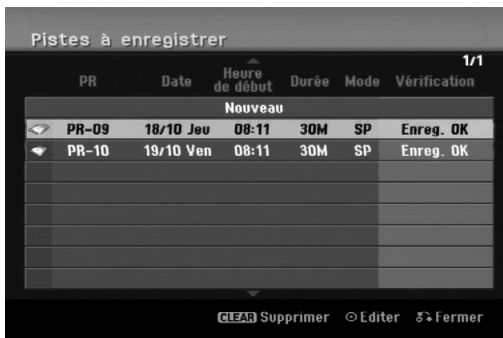 Pistes à enregistrer
1/1
PR Date Heure de début Durée Mode Vérification
Nouveau
PR-09 18/10 Jeu 08:11 30M SP Enreg. OK
PR-10 19/10 Ven 08:11 30M SP Enreg. OK
CLEAR Supprimer Editer Fermer